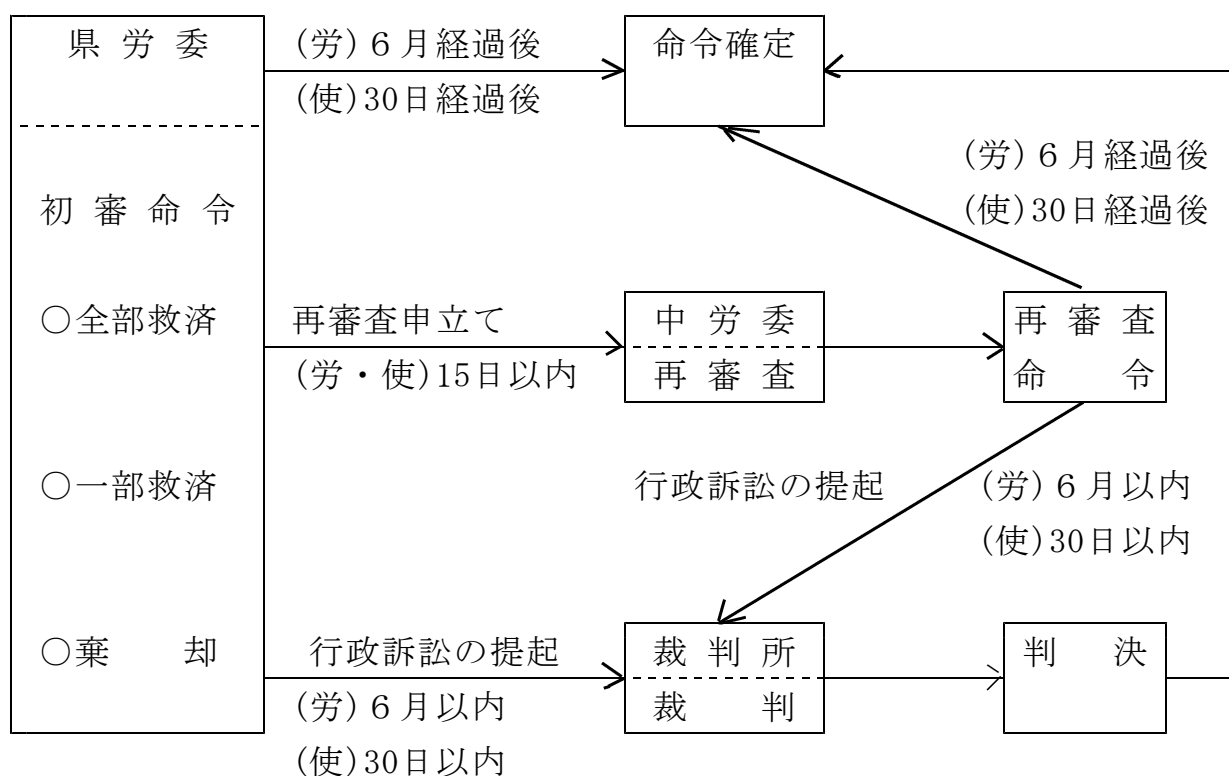 県労委
初審命令
○全部救済
○一部救済
○棄　却
(労)６月経過後
(使)30日経過後
命令確定
(労)６月経過後
(使)30日経過後
再審査申立て
(労・使)15日以内
中労委
再審査
再審査
命　令
行政訴訟の提起
(労)６月以内
(使)30日以内
行政訴訟の提起
(労)６月以内
(使)30日以内
裁判所
裁　判
判　決